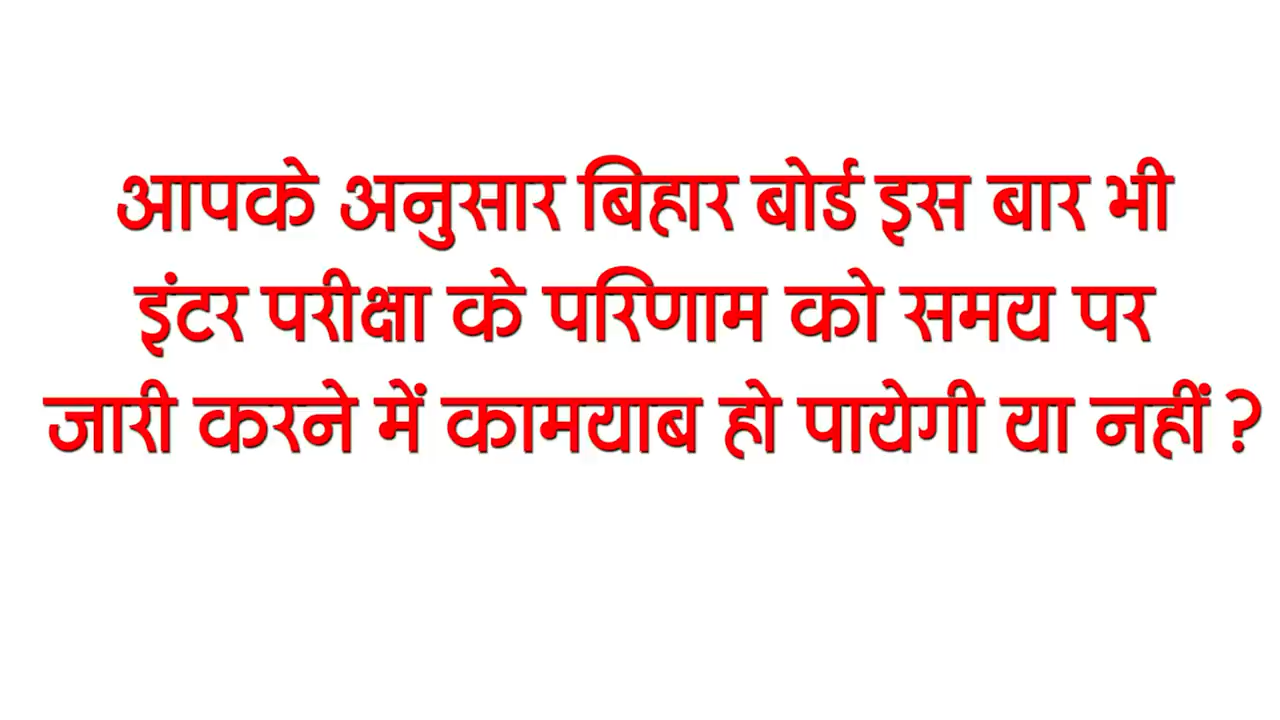 आपके अनुसार बिहार बोर्ड इस बार भी
इंटर परीक्षा के परिणाम को समय पर
जारी करने में कामयाब हो पायेगी या नहीं ?